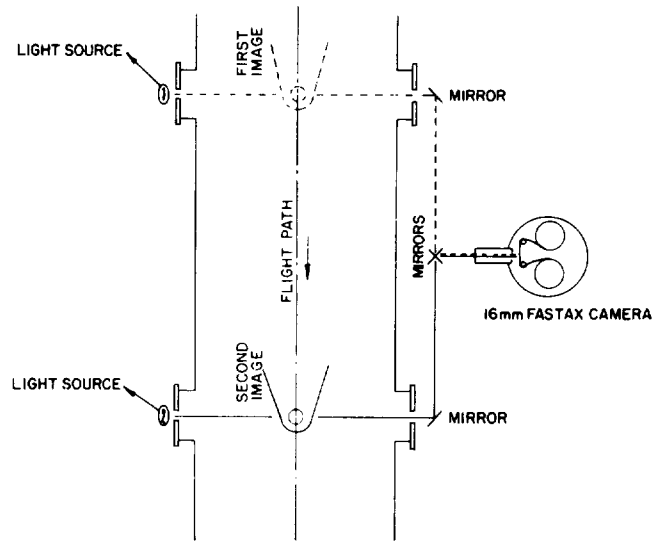 LIGHT SOURCE
FIRST
IMAGE
MIRROR
FLIGHT PATH
MIRRORS
16mm FASTAX CAMERA
SECOND
IMAGE
LIGHT SOURCE
MIRROR